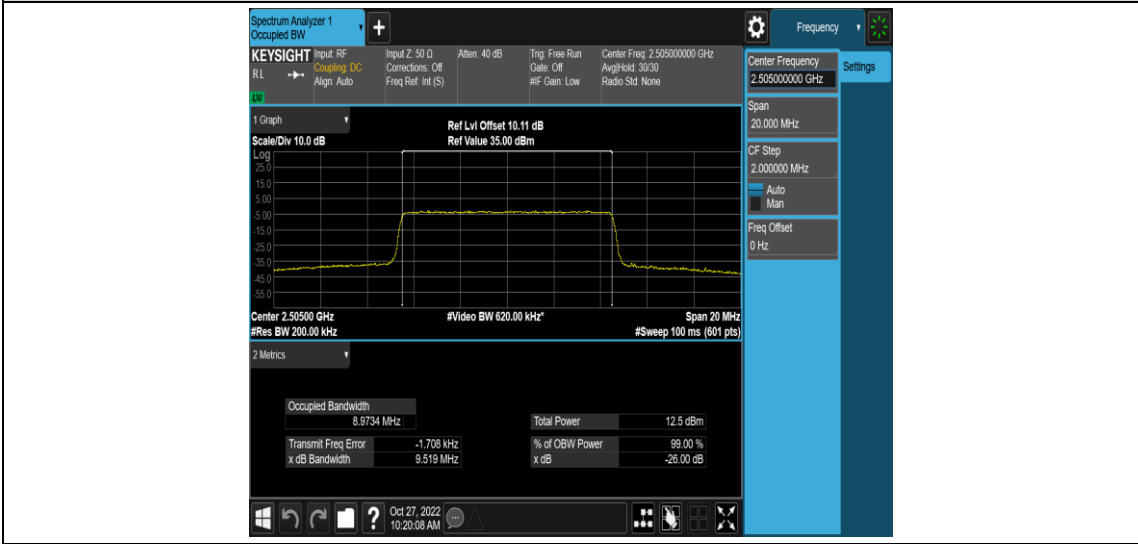 Spectrum Analyzer 1
Occupied BW
+
Frequency
KEYSIGHT
RL
Input: RF
Coupling: DC
Align: Auto
Input Z: 50 Ω
Corrections: Off
Freq Ref: Int (S)
Atten: 40 dB
Trig: Free Run
Gate: Off
#IF Gain: Low
Center Freq: 2.505000000 GHz
Avg|Hold: 30/30
Radio Std: None
Center Frequency
2.505000000 GHz
Settings
Span
20.000 MHz
CF Step
2.000000 MHz
Auto
Man
Freq Offset
0 Hz
1 Graph
Scale/Div 10.0 dB
Ref Lvl Offset 10.11 dB
Ref Value 35.00 dBm
Log
25.0
15.0
5.00
-5.00
-15.0
-25.0
-35.0
-45.0
-55.0
Center 2.50500 GHz
#Res BW 200.00 kHz
#Video BW 620.00 kHz*
Span 20 MHz
#Sweep 100 ms (601 pts)
2 Metrics
Occupied Bandwidth
8.9734 MHz
Total Power 12.5 dBm
Transmit Freq Error -1.708 kHz
% of OBW Power 99.00 %
x dB Bandwidth 9.519 MHz
x dB -26.00 dB
?
Oct 27, 2022
10:20:08 AM